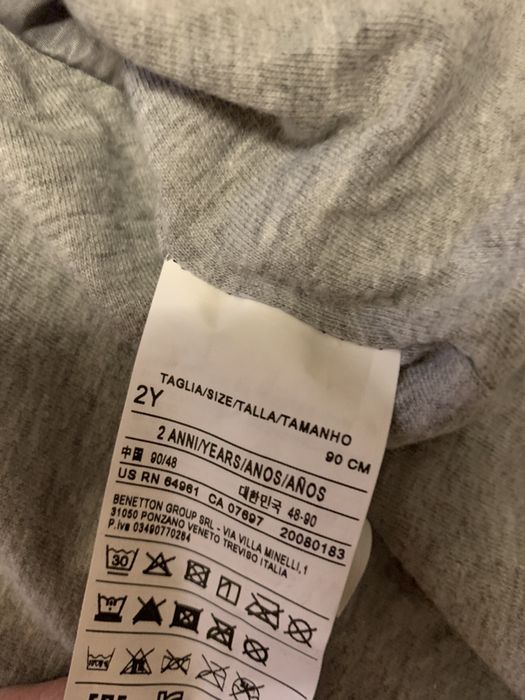 TAGLIA/SIZE/TALLA/TAMANHO
2Y 90 CM
2 ANNI/YEARS/ANOS/AÑOS
中国 90/48 대한민국 48-90
US RN 64961 CA 07697 20080183
BENETTON GROUP SRL - VIA VILLA MINELLI,1
31050 PONZANO VENETO TREVISO ITALIA
P.iva 03490770264
30